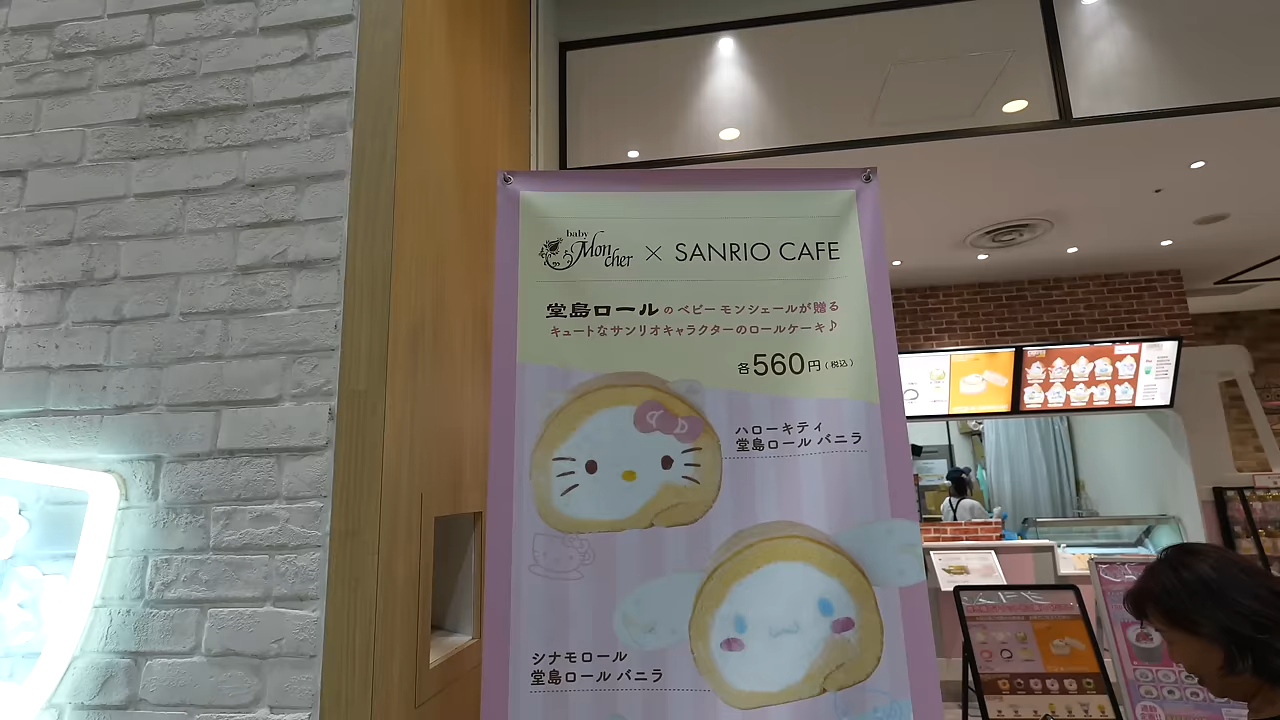 baby
Mon cher × SANRIO CAFE
堂島ロールのベビーモンシェールが贈る
キュートなサンリオキャラクターのロールケーキ♪
各560円(税込)
ハローキティ
堂島ロール バニラ
シナモロール
堂島ロール バニラ